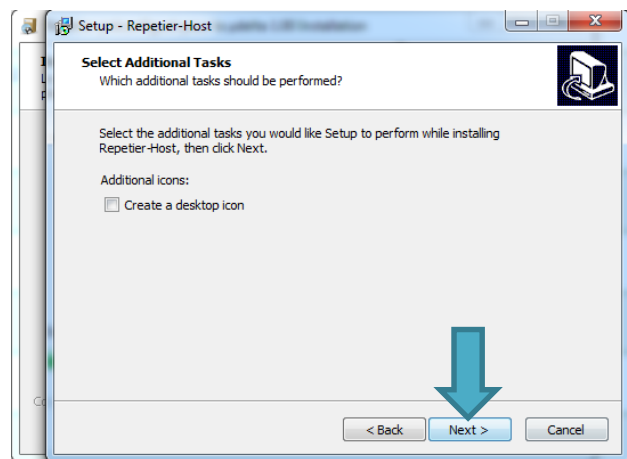 Setup - Repetier-Host
Select Additional Tasks
Which additional tasks should be performed?
Select the additional tasks you would like Setup to perform while installing
Repetier-Host, then click Next.
Additional icons:
Create a desktop icon
< Back
Next >
Cancel